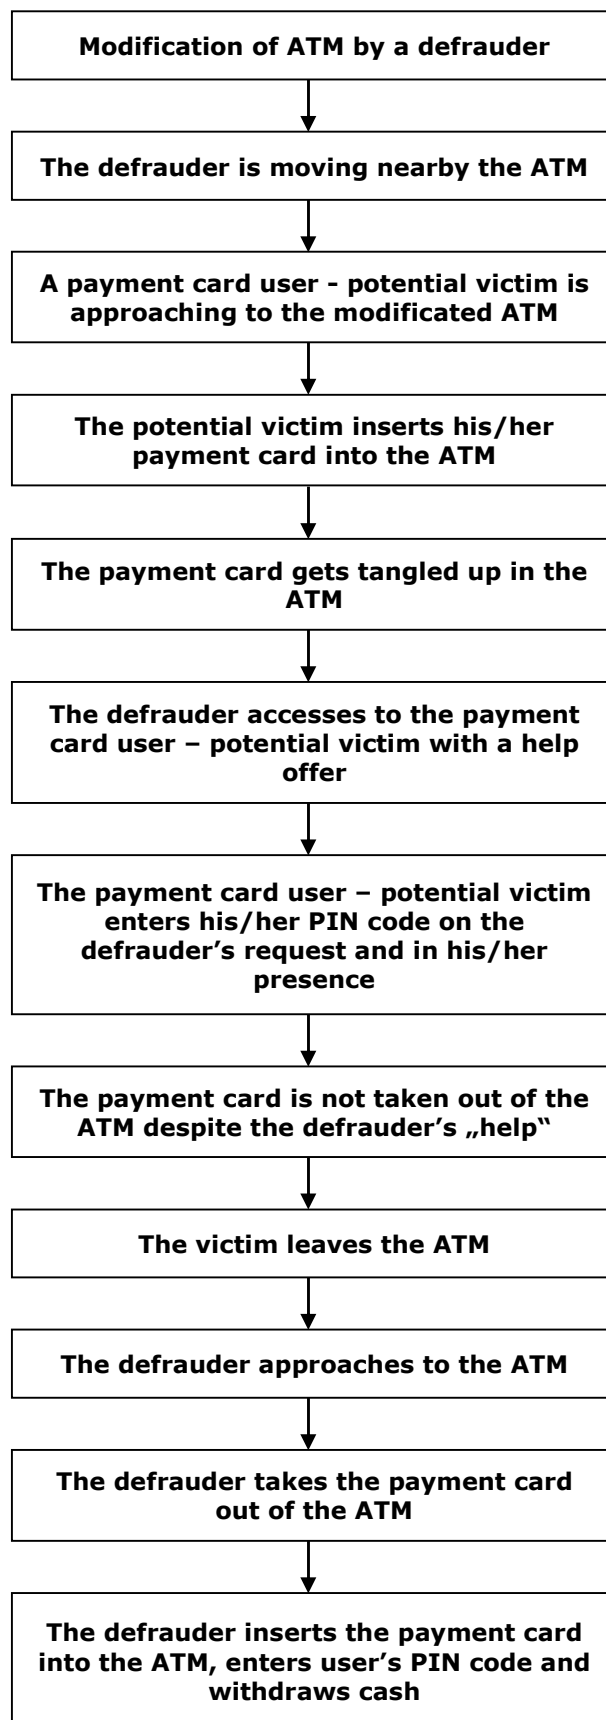 Modification of ATM by a defrauder
The defrauder is moving nearby the ATM
A payment card user - potential victim is
approaching to the modificated ATM
The potential victim inserts his/her
payment card into the ATM
The payment card gets tangled up in the
ATM
The defrauder accesses to the payment
card user – potential victim with a help
offer
The payment card user – potential victim
enters his/her PIN code on the
defrauder’s request and in his/her
presence
The payment card is not taken out of the
ATM despite the defrauder’s „help“
The victim leaves the ATM
The defrauder approaches to the ATM
The defrauder takes the payment card
out of the ATM
The defrauder inserts the payment card
into the ATM, enters user’s PIN code and
withdraws cash